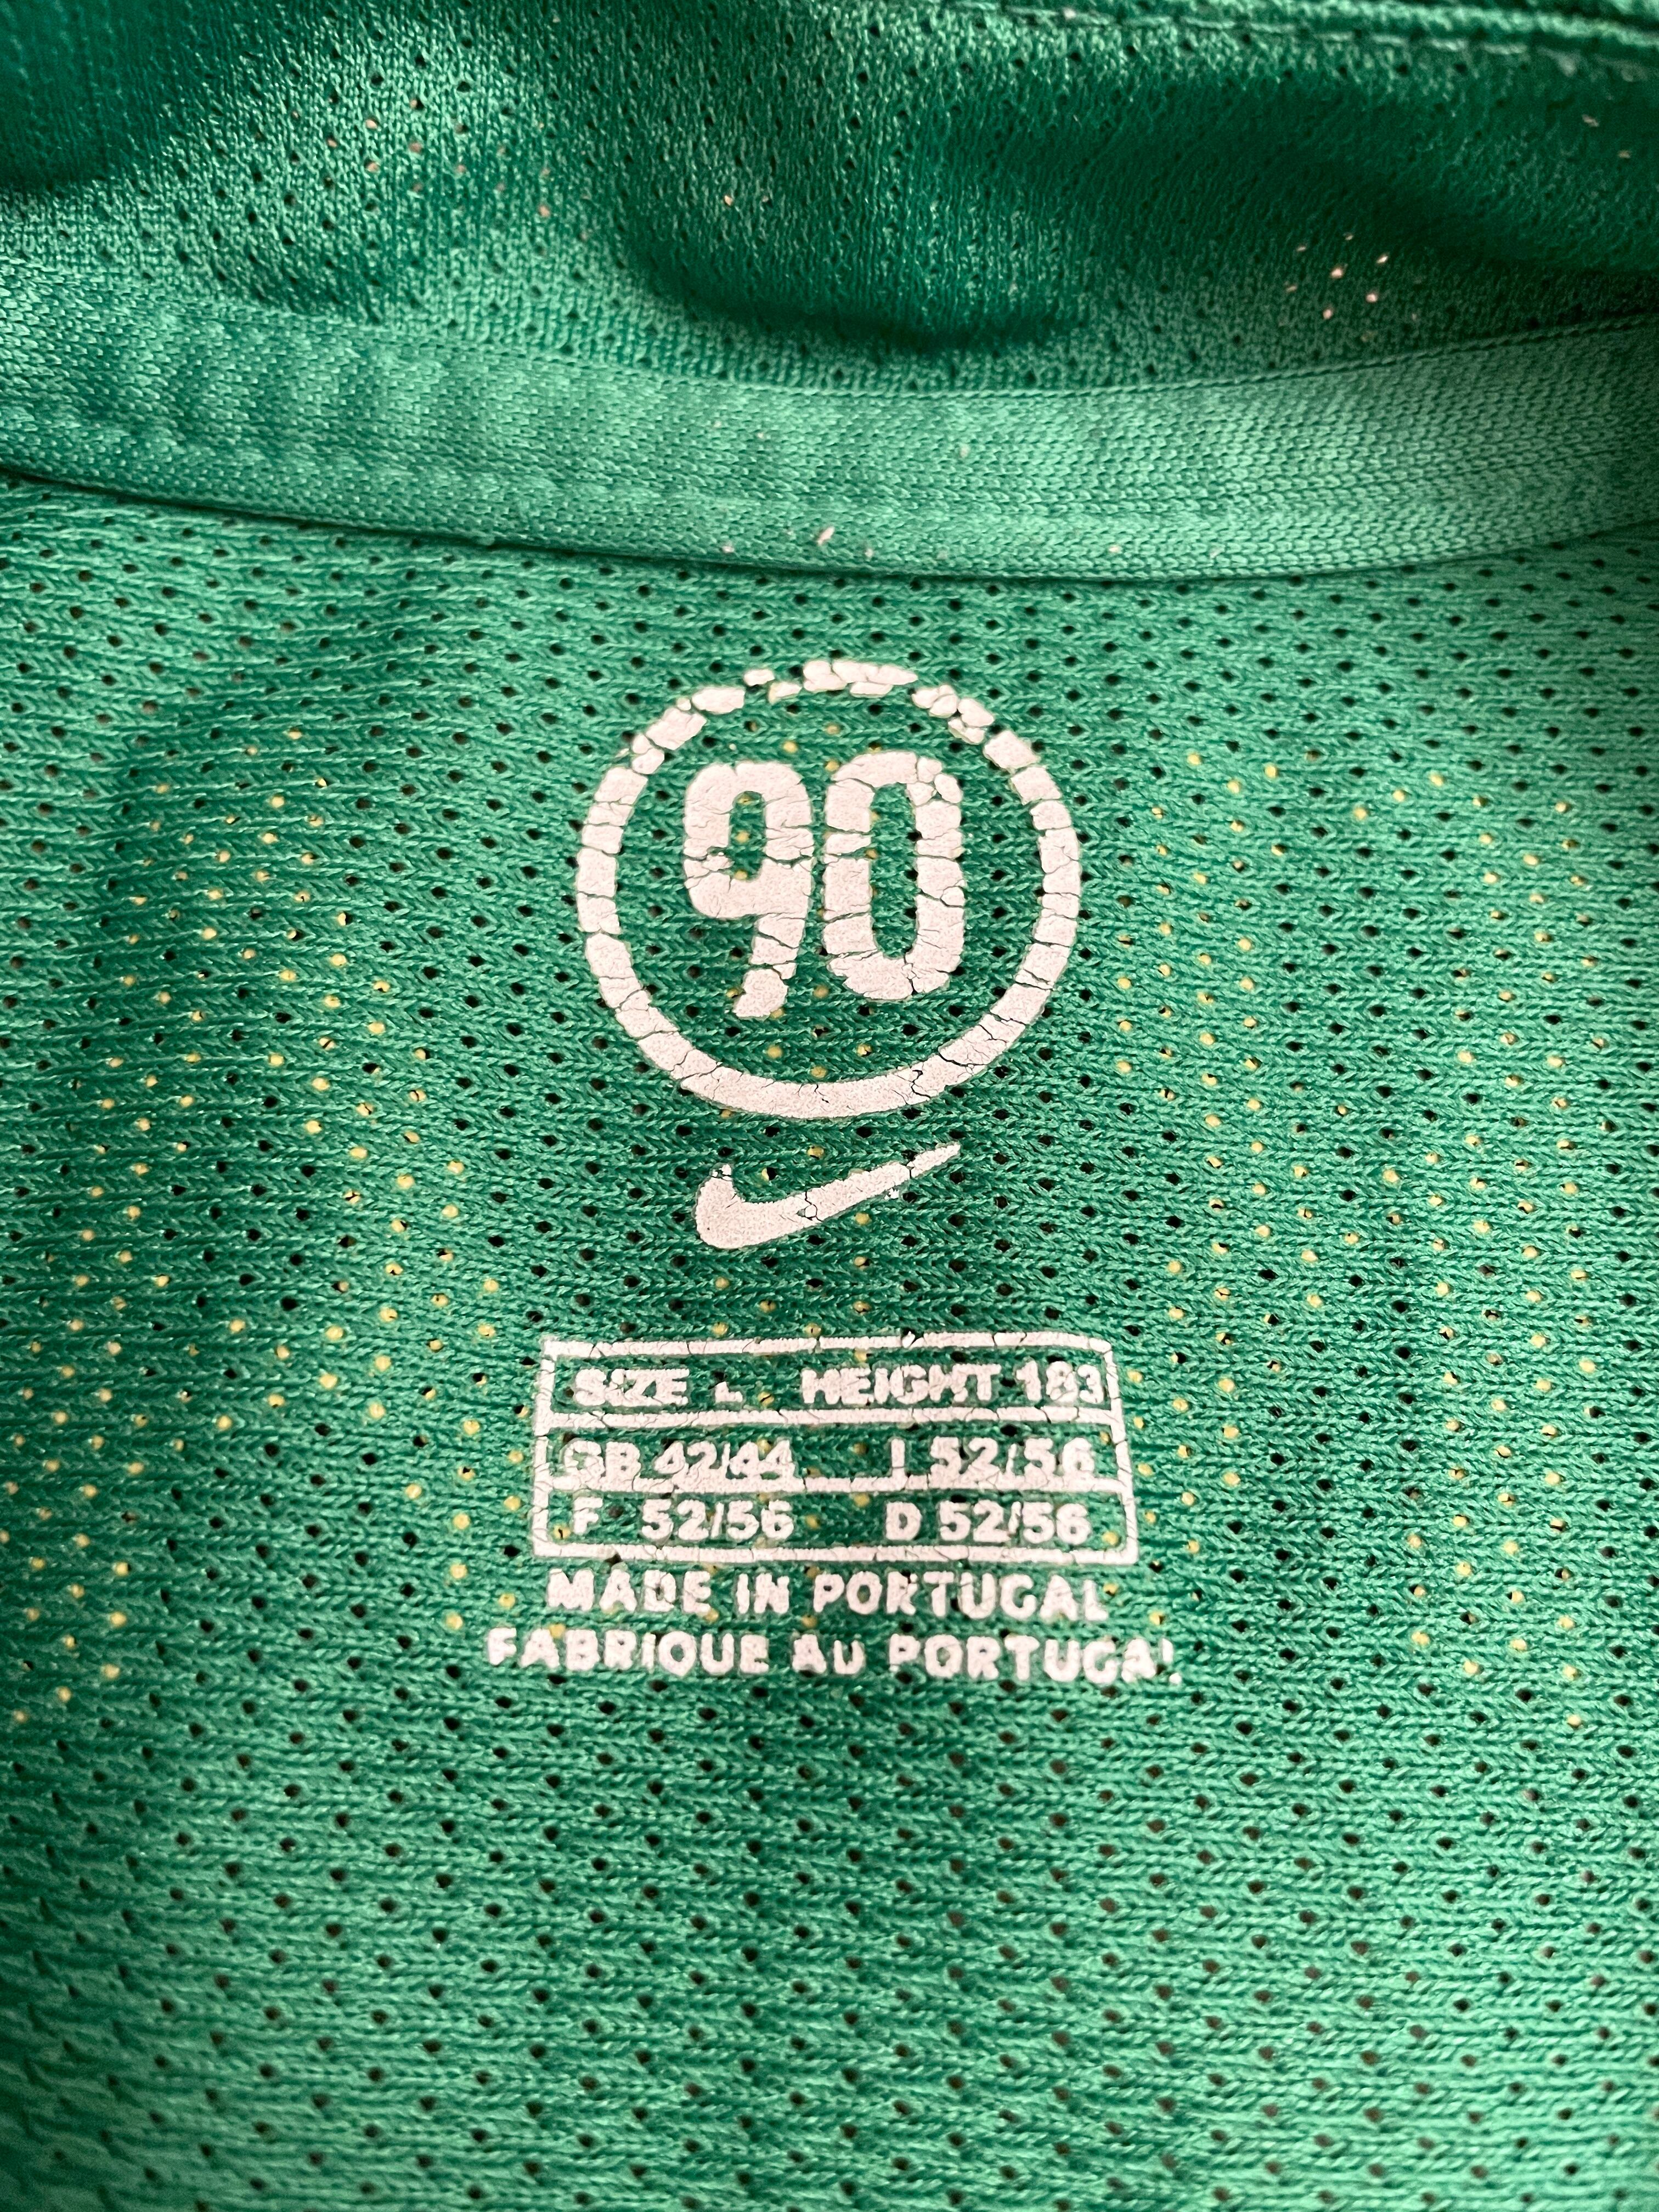 90
SIZE L HEIGHT 183
GB 42/44 I 52/56
F 52/56 D 52/56
MADE IN PORTUGAL
FABRIQUE AU PORTUGAL